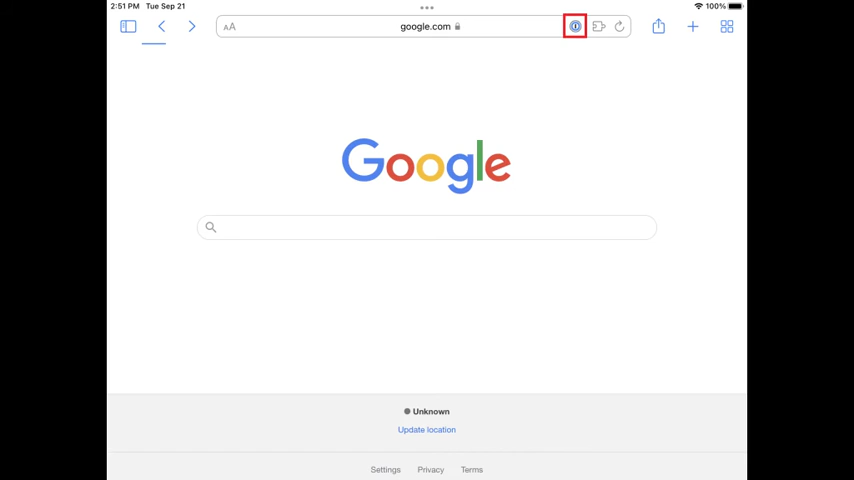 2:51 PM Tue Sep 21
100%
AA
google.com
Google
Unknown
Update location
Settings Privacy Terms